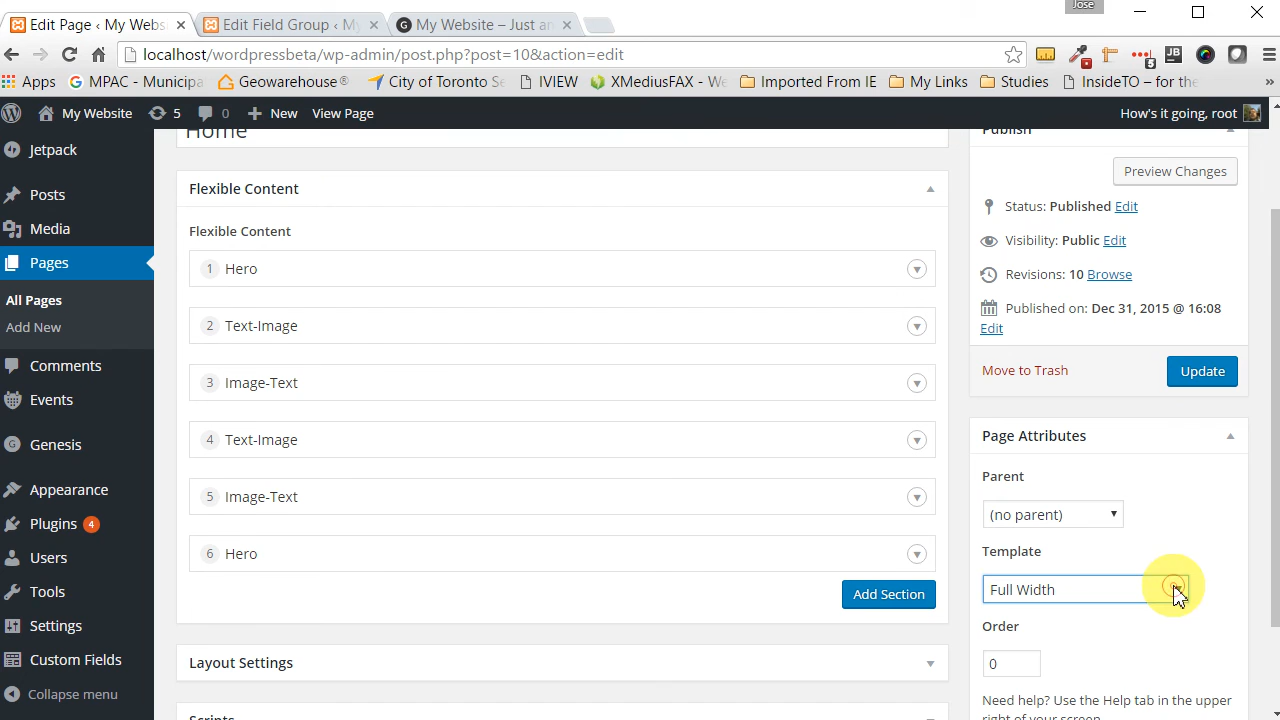 Jose
Edit Page ‹ My Webs
Edit Field Group ‹ My
My Website – Just an
localhost/wordpressbeta/wp-admin/post.php?post=10&action=edit
Apps
MPAC - Municipa
Geowarehouse®
City of Toronto Se
IVIEW
XMediusFAX - We
Imported From IE
My Links
Studies
InsideTO – for the
»
My Website
5
0
New
View Page
How's it going, root
Jetpack
Posts
Media
Pages
All Pages
Add New
Comments
Events
Genesis
Appearance
Plugins 4
Users
Tools
Settings
Custom Fields
Collapse menu
Home
Flexible Content
Flexible Content
1 Hero
2 Text-Image
3 Image-Text
4 Text-Image
5 Image-Text
6 Hero
Add Section
Layout Settings
Scripts
Publish
Preview Changes
Status: Published Edit
Visibility: Public Edit
Revisions: 10 Browse
Published on: Dec 31, 2015 @ 16:08
Edit
Move to Trash
Update
Page Attributes
Parent
(no parent)
Template
Full Width
Order
0
Need help? Use the Help tab in the upper
right of your screen.